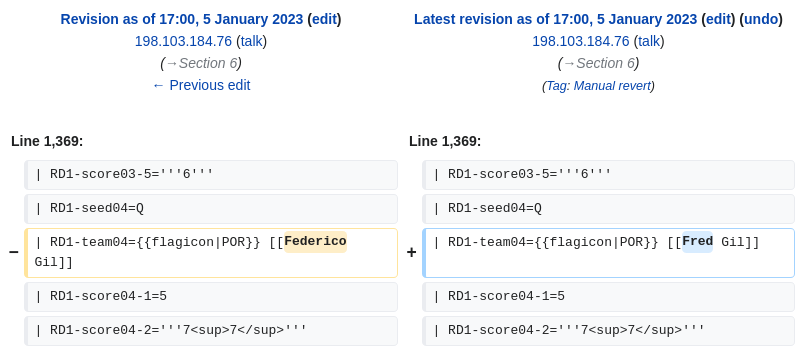 Revision as of 17:00, 5 January 2023 (edit)
198.103.184.76 (talk)
(→Section 6)
← Previous edit
Latest revision as of 17:00, 5 January 2023 (edit) (undo)
198.103.184.76 (talk)
(→Section 6)
(Tag: Manual revert)
Line 1,369:
Line 1,369:
| RD1-score03-5='''6'''
| RD1-score03-5='''6'''
| RD1-seed04=Q
| RD1-seed04=Q
− | RD1-team04={{flagicon|POR}} [[Federico
Gil]]
+ | RD1-team04={{flagicon|POR}} [[Fred Gil]]
| RD1-score04-1=5
| RD1-score04-1=5
| RD1-score04-2='''7<sup>7</sup>'''
| RD1-score04-2='''7<sup>7</sup>'''